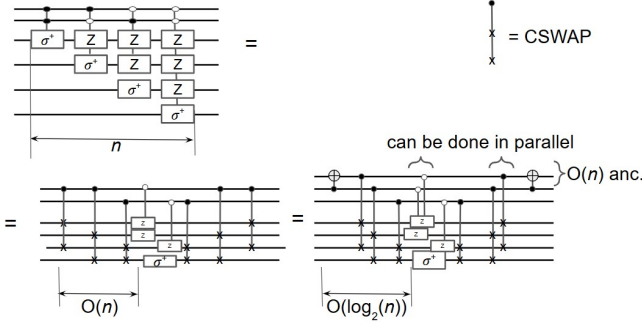 σ⁺ Z Z Z
σ⁺ Z Z
σ⁺ Z
σ⁺
=
n
= CSWAP
can be done in parallel
O(n) anc.
=
z
z
z
σ⁺
O(n)
=
z
z
z
σ⁺
O(log₂(n))